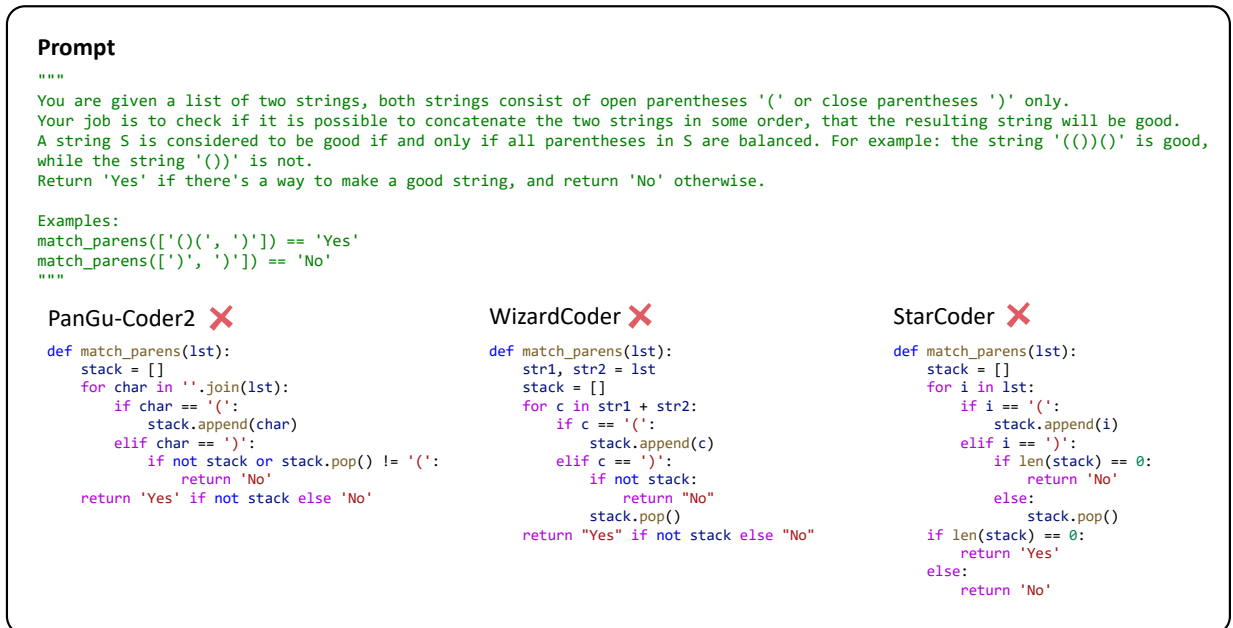 Prompt
"""
You are given a list of two strings, both strings consist of open parentheses '(' or close parentheses ')' only.
Your job is to check if it is possible to concatenate the two strings in some order, that the resulting string will be good.
A string S is considered to be good if and only if all parentheses in S are balanced. For example: the string '(())()' is good,
while the string '())' is not.
Return 'Yes' if there's a way to make a good string, and return 'No' otherwise.

Examples:
match_parens(['()(', ')']) == 'Yes'
match_parens([')', ')']) == 'No'
"""
PanGu-Coder2
def match_parens(lst):
    stack = []
    for char in ''.join(lst):
        if char == '(':
            stack.append(char)
        elif char == ')':
            if not stack or stack.pop() != '(':
                return 'No'
    return 'Yes' if not stack else 'No'
WizardCoder
def match_parens(lst):
    str1, str2 = lst
    stack = []
    for c in str1 + str2:
        if c == '(':
            stack.append(c)
        elif c == ')':
            if not stack:
                return "No"
            stack.pop()
    return "Yes" if not stack else "No"
StarCoder
def match_parens(lst):
    stack = []
    for i in lst:
        if i == '(':
            stack.append(i)
        elif i == ')':
            if len(stack) == 0:
                return 'No'
            else:
                stack.pop()
    if len(stack) == 0:
        return 'Yes'
    else:
        return 'No'